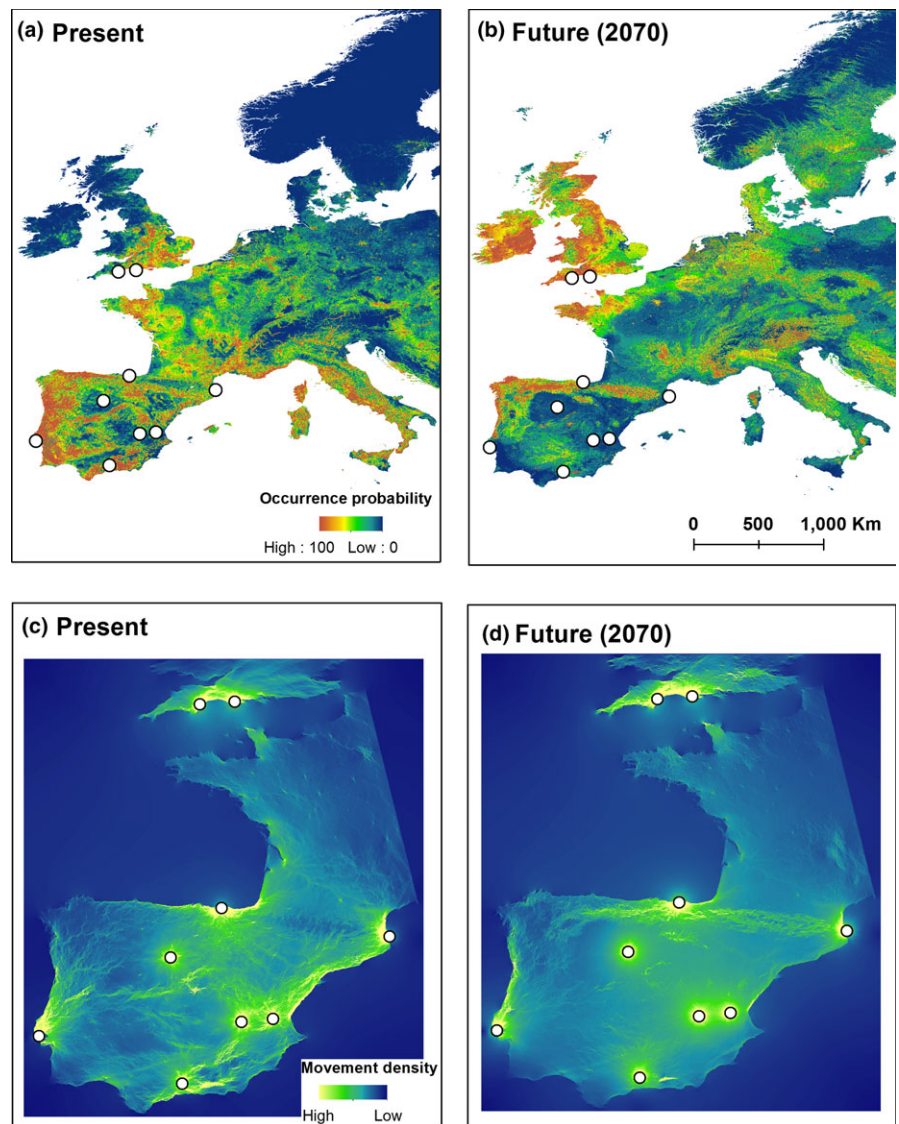 (a) Present
(b) Future (2070)
Occurrence probability
High : 100 Low : 0
0 500 1,000 Km
(c) Present
(d) Future (2070)
Movement density
High Low